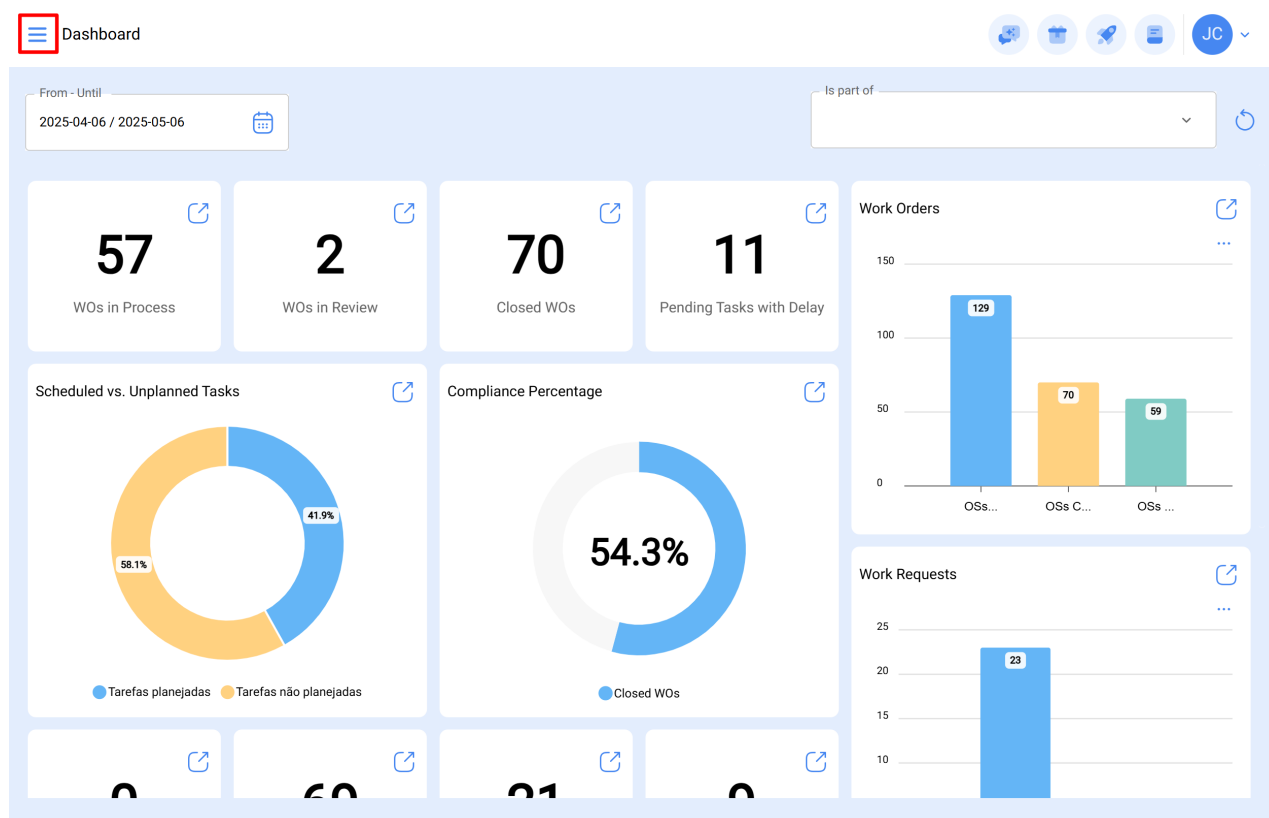 Dashboard
JC
From - Until
2025-04-06 / 2025-05-06
Is part of
57
WOs in Process
2
WOs in Review
70
Closed WOs
11
Pending Tasks with Delay
Work Orders
...
150
100
50
0
129
70
59
OSs...
OSs C...
OSs ...
Scheduled vs. Unplanned Tasks
41.9%
58.1%
Tarefas planejadas
Tarefas não planejadas
Compliance Percentage
54.3%
Closed WOs
Work Requests
...
25
20
15
10
23